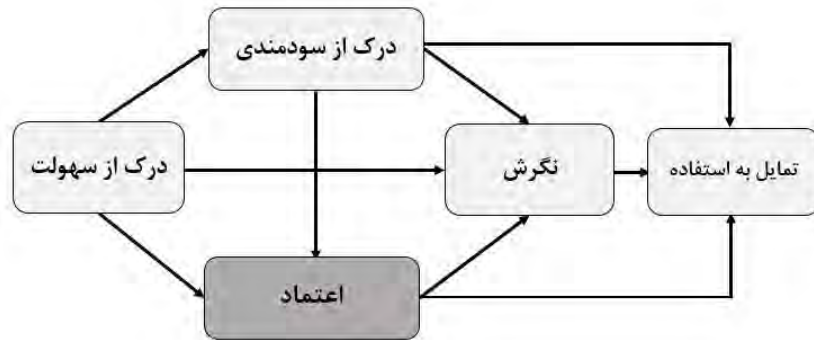 درک از سودمندی
درک از سهولت
نگرش
تمایل به استفاده
اعتماد